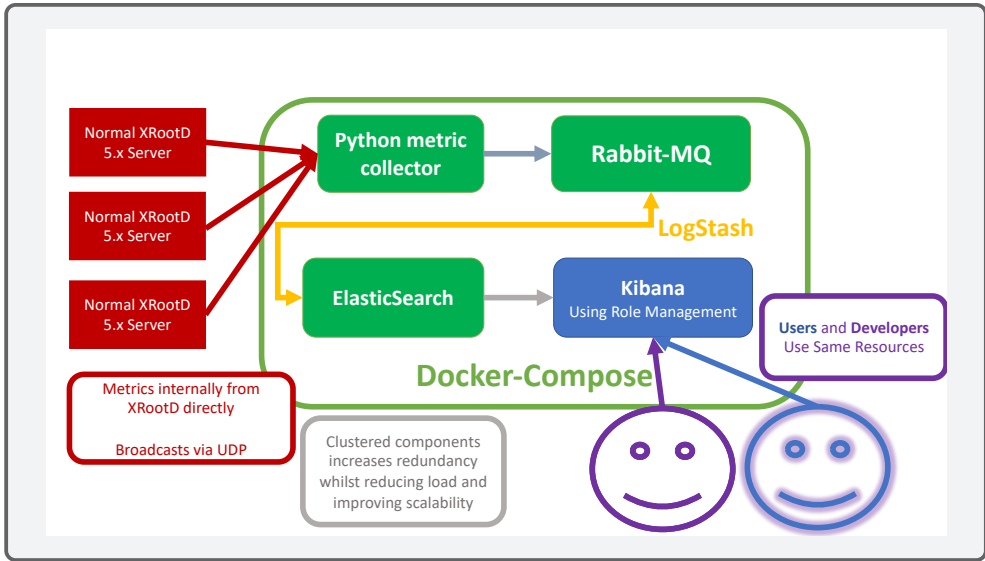 Normal XRootD
5.x Server
Python metric
collector
Rabbit-MQ
Normal XRootD
5.x Server
LogStash
Normal XRootD
5.x Server
ElasticSearch
Kibana
Using Role Management
Users and Developers
Use Same Resources
Docker-Compose
Metrics internally from
XRootD directly
Broadcasts via UDP
Clustered components
increases redundancy
whilst reducing load and
improving scalability